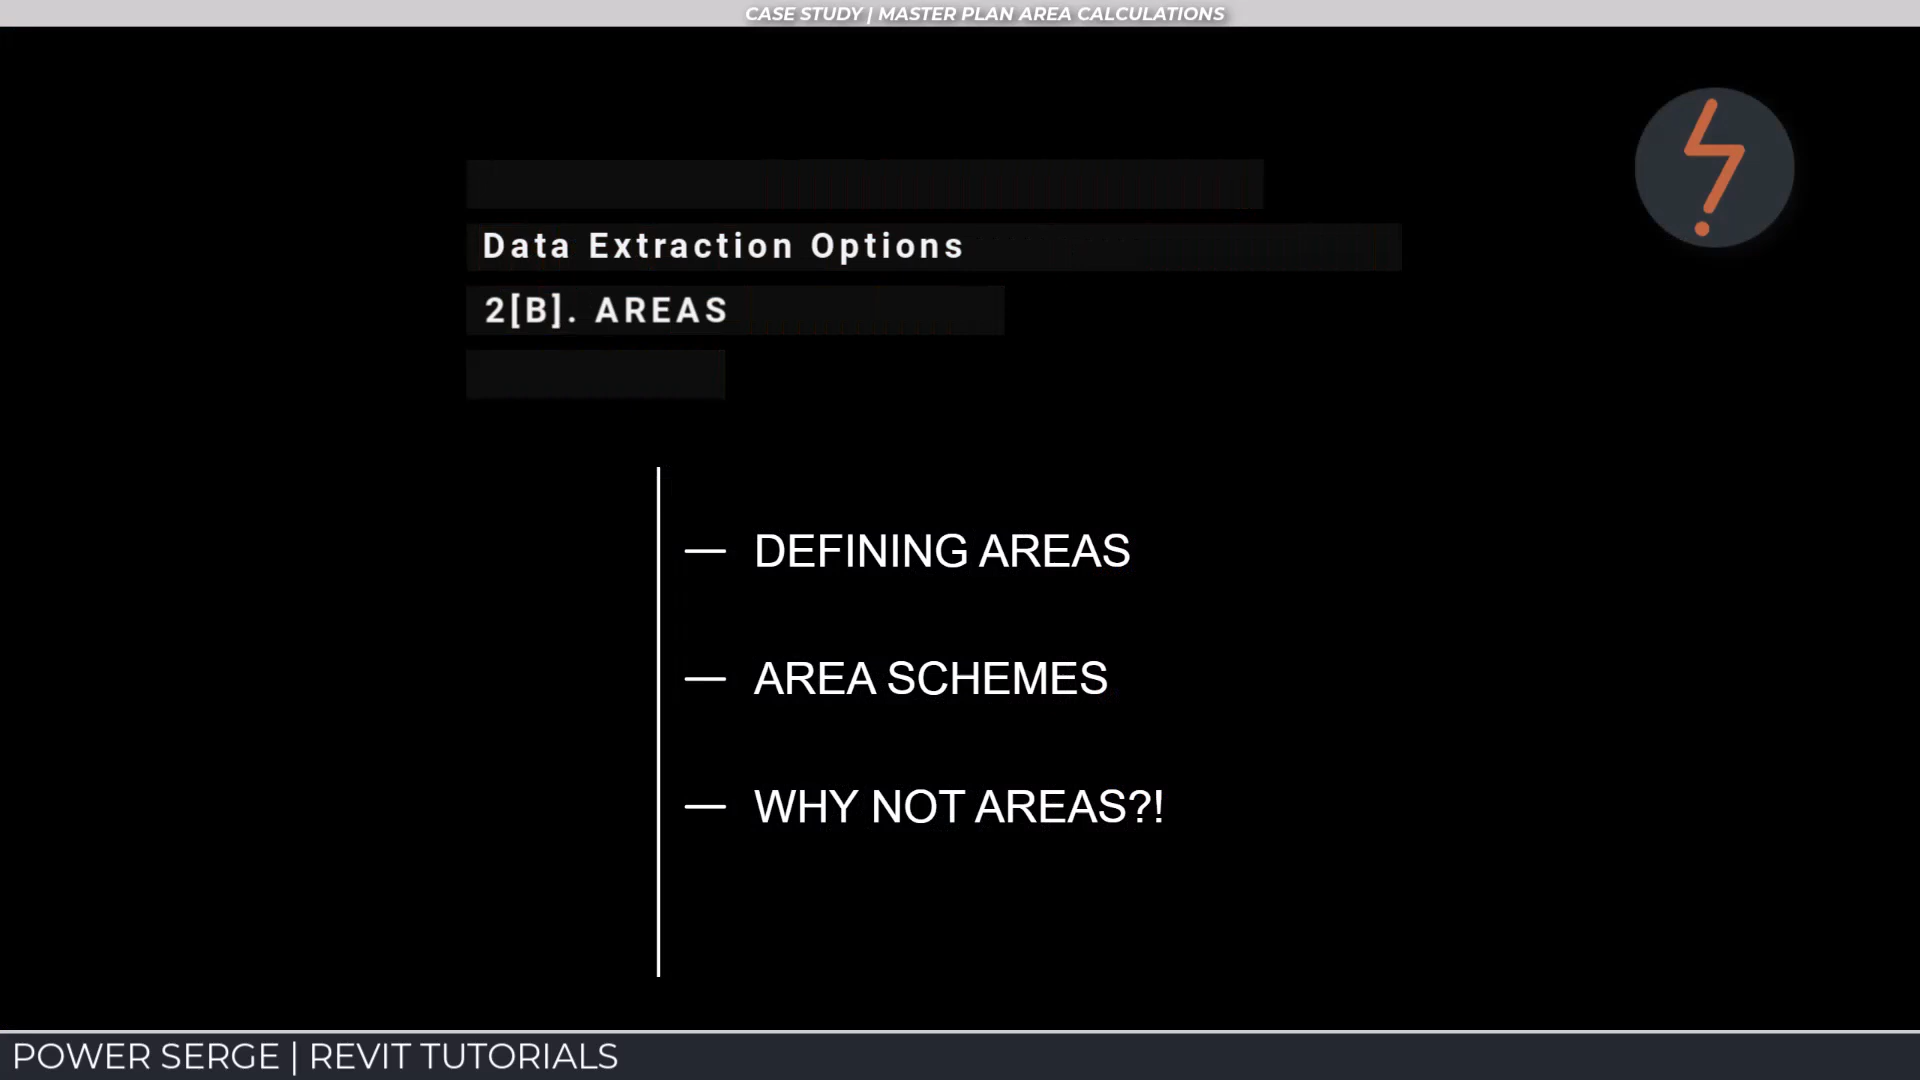 CASE STUDY | MASTER PLAN AREA CALCULATIONS
Data Extraction Options
2[B]. AREAS
— DEFINING AREAS
— AREA SCHEMES
— WHY NOT AREAS?!
POWER SERGE | REVIT TUTORIALS